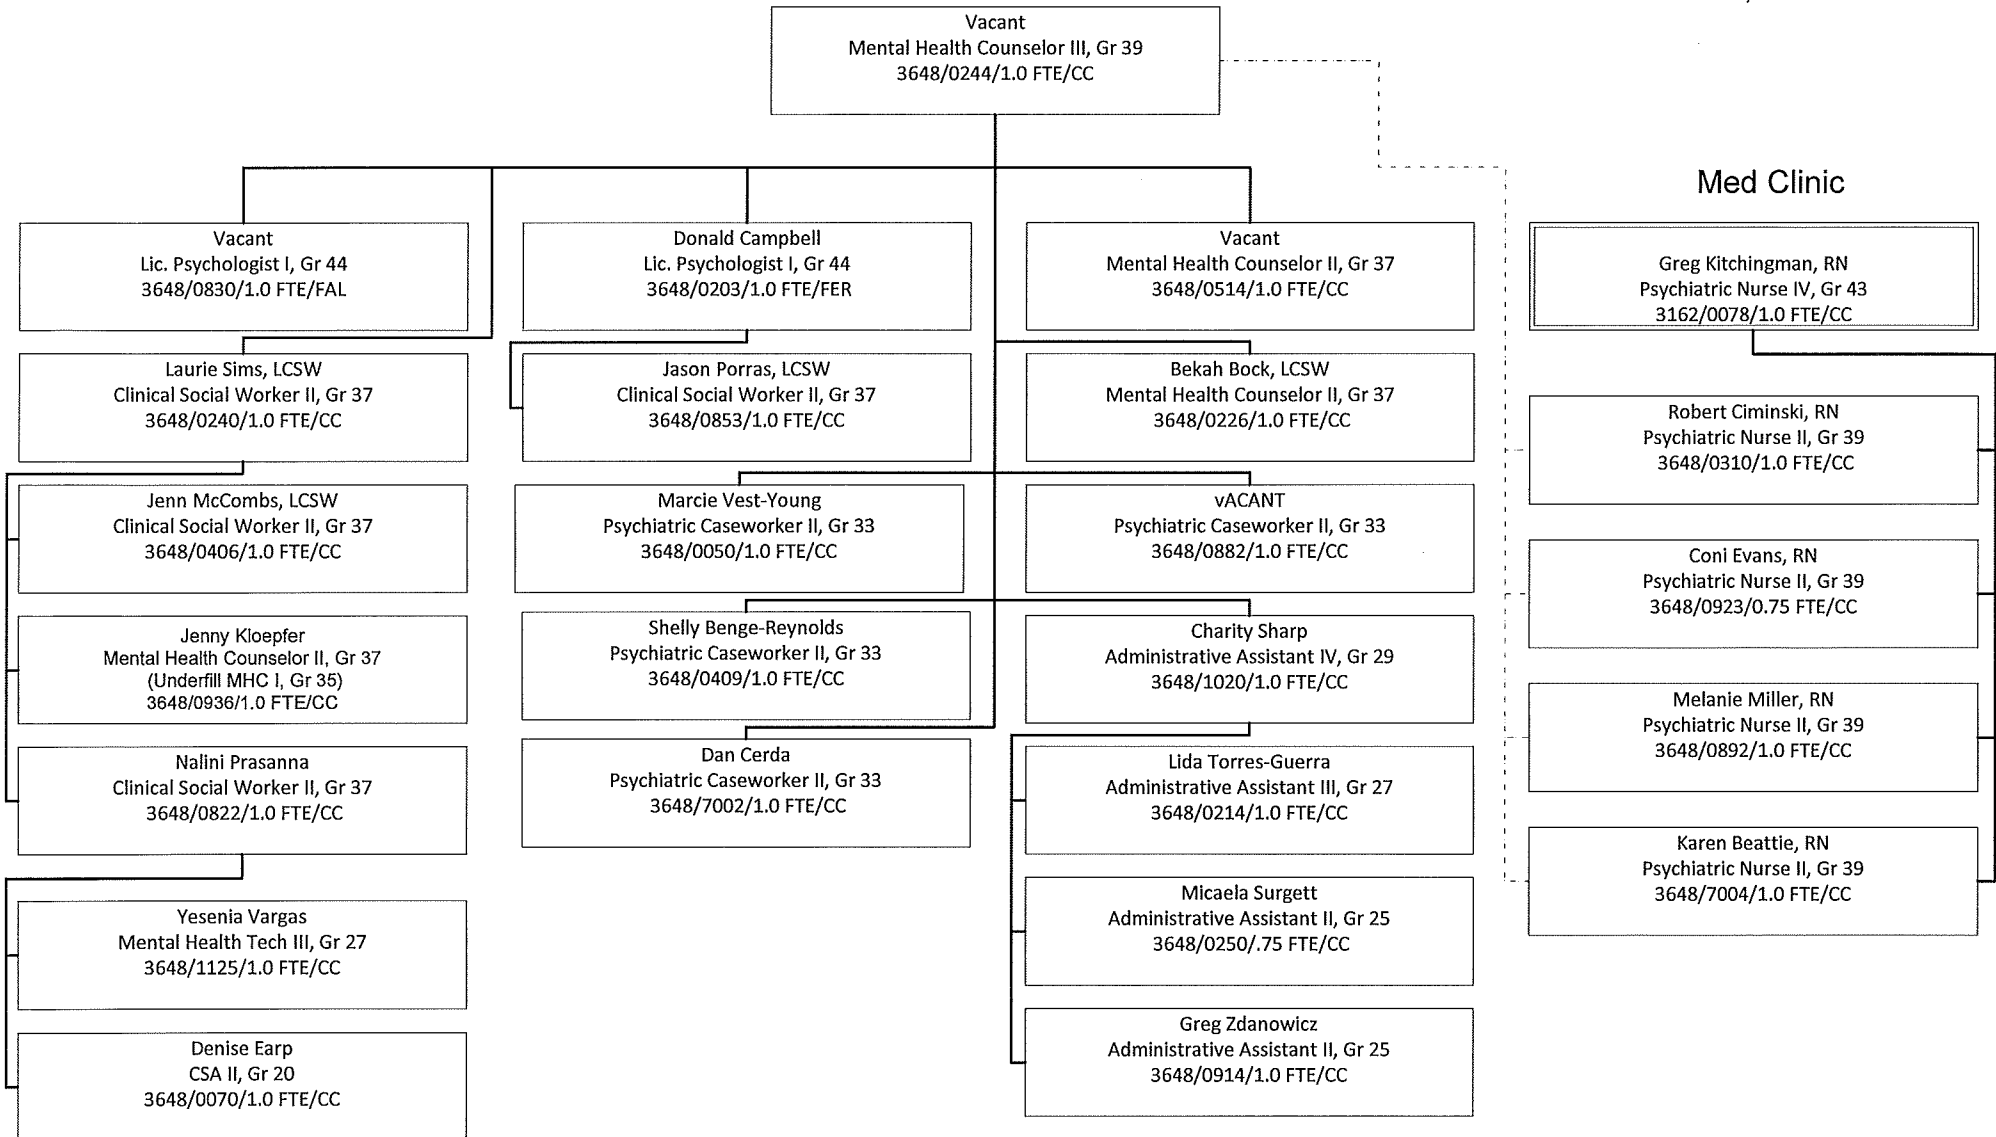 Vacant
Mental Health Counselor III, Gr 39
3648/0244/1.0 FTE/CC
Vacant
Lic. Psychologist I, Gr 44
3648/0830/1.0 FTE/FAL
Donald Campbell
Lic. Psychologist I, Gr 44
3648/0203/1.0 FTE/FER
Vacant
Mental Health Counselor II, Gr 37
3648/0514/1.0 FTE/CC
Laurie Sims, LCSW
Clinical Social Worker II, Gr 37
3648/0240/1.0 FTE/CC
Jason Porras, LCSW
Clinical Social Worker II, Gr 37
3648/0853/1.0 FTE/CC
Bekah Bock, LCSW
Mental Health Counselor II, Gr 37
3648/0226/1.0 FTE/CC
Jenn McCombs, LCSW
Clinical Social Worker II, Gr 37
3648/0406/1.0 FTE/CC
Marcie Vest-Young
Psychiatric Caseworker II, Gr 33
3648/0050/1.0 FTE/CC
vACANT
Psychiatric Caseworker II, Gr 33
3648/0882/1.0 FTE/CC
Jenny Kloepfer
Mental Health Counselor II, Gr 37
(Underfill MHC I, Gr 35)
3648/0936/1.0 FTE/CC
Shelly Benge-Reynolds
Psychiatric Caseworker II, Gr 33
3648/0409/1.0 FTE/CC
Charity Sharp
Administrative Assistant IV, Gr 29
3648/1020/1.0 FTE/CC
Nalini Prasanna
Clinical Social Worker II, Gr 37
3648/0822/1.0 FTE/CC
Dan Cerda
Psychiatric Caseworker II, Gr 33
3648/7002/1.0 FTE/CC
Lida Torres-Guerra
Administrative Assistant III, Gr 27
3648/0214/1.0 FTE/CC
Yesenia Vargas
Mental Health Tech III, Gr 27
3648/1125/1.0 FTE/CC
Micaela Surgett
Administrative Assistant II, Gr 25
3648/0250/.75 FTE/CC
Denise Earp
CSA II, Gr 20
3648/0070/1.0 FTE/CC
Greg Zdanowicz
Administrative Assistant II, Gr 25
3648/0914/1.0 FTE/CC
Med Clinic
Greg Kitchingman, RN
Psychiatric Nurse IV, Gr 43
3162/0078/1.0 FTE/CC
Robert Ciminski, RN
Psychiatric Nurse II, Gr 39
3648/0310/1.0 FTE/CC
Coni Evans, RN
Psychiatric Nurse II, Gr 39
3648/0923/0.75 FTE/CC
Melanie Miller, RN
Psychiatric Nurse II, Gr 39
3648/0892/1.0 FTE/CC
Karen Beattie, RN
Psychiatric Nurse II, Gr 39
3648/7004/1.0 FTE/CC